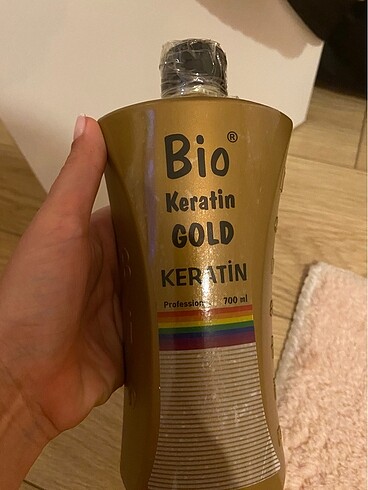 Bio®
Keratin
GOLD
KERATİN
Profession 700 ml